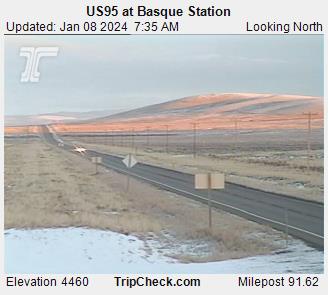 US95 at Basque Station
Updated: Jan 08 2024 7:35 AM Looking North
Elevation 4460 TripCheck.com Milepost 91.62